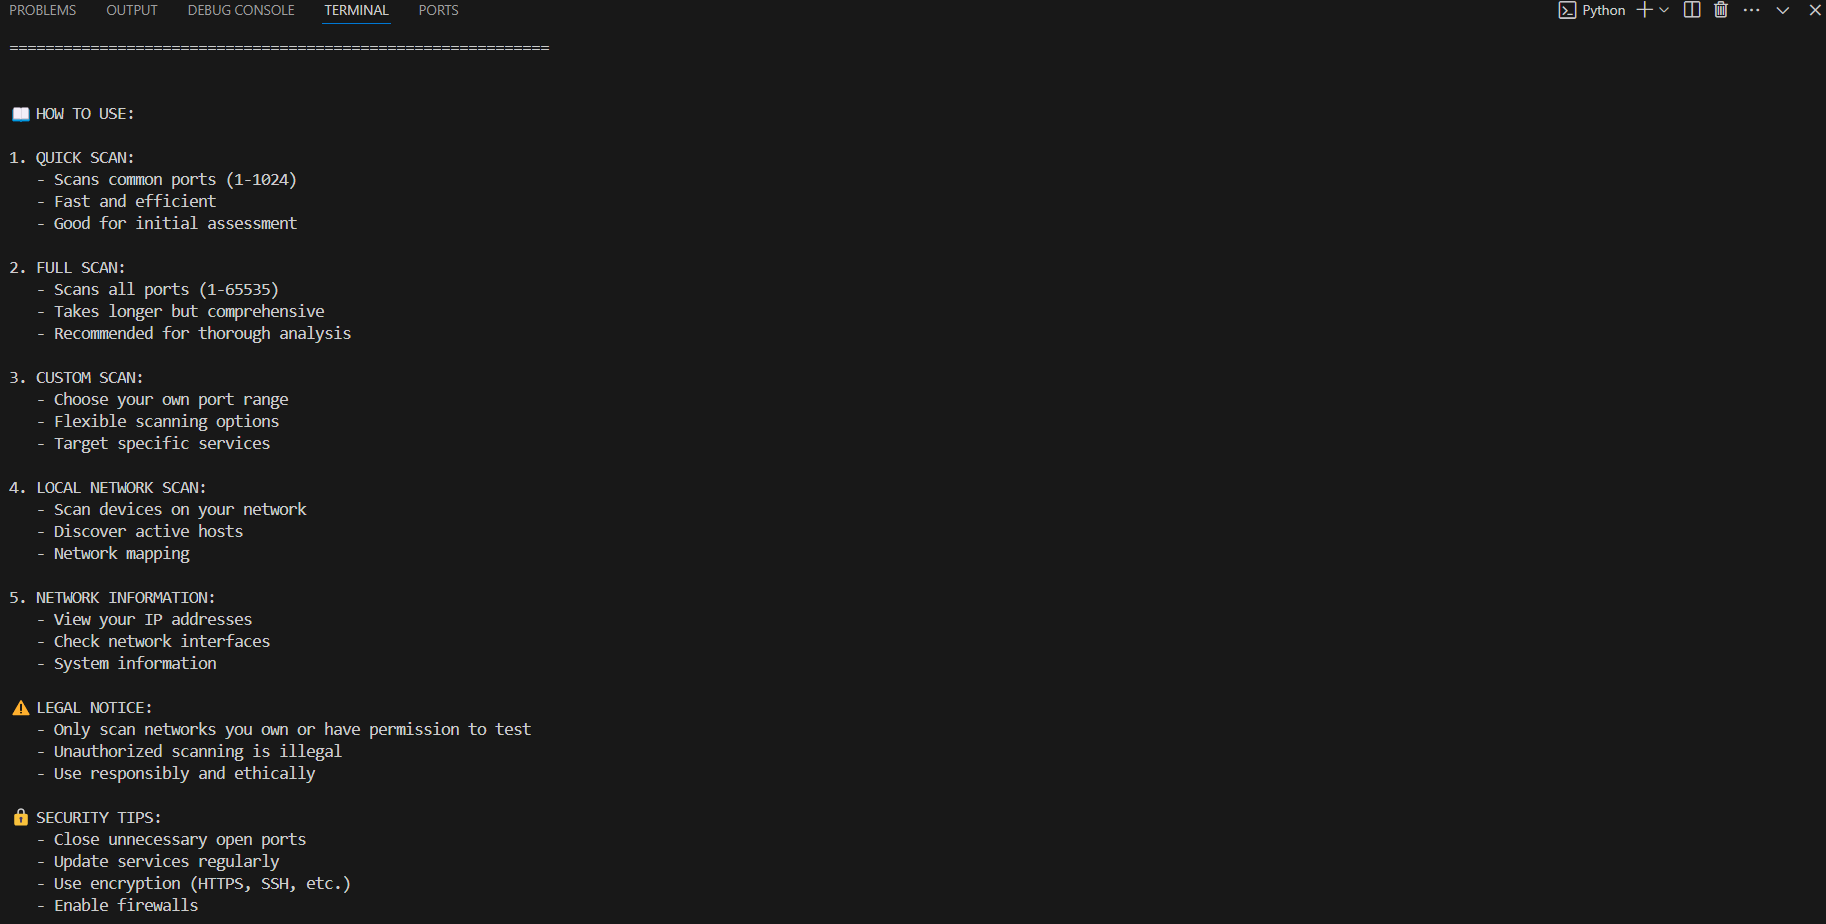 PROBLEMS OUTPUT DEBUG CONSOLE TERMINAL PORTS Python
============================================================
HOW TO USE:
1. QUICK SCAN:
- Scans common ports (1-1024)
- Fast and efficient
- Good for initial assessment
2. FULL SCAN:
- Scans all ports (1-65535)
- Takes longer but comprehensive
- Recommended for thorough analysis
3. CUSTOM SCAN:
- Choose your own port range
- Flexible scanning options
- Target specific services
4. LOCAL NETWORK SCAN:
- Scan devices on your network
- Discover active hosts
- Network mapping
5. NETWORK INFORMATION:
- View your IP addresses
- Check network interfaces
- System information
LEGAL NOTICE:
- Only scan networks you own or have permission to test
- Unauthorized scanning is illegal
- Use responsibly and ethically
SECURITY TIPS:
- Close unnecessary open ports
- Update services regularly
- Use encryption (HTTPS, SSH, etc.)
- Enable firewalls